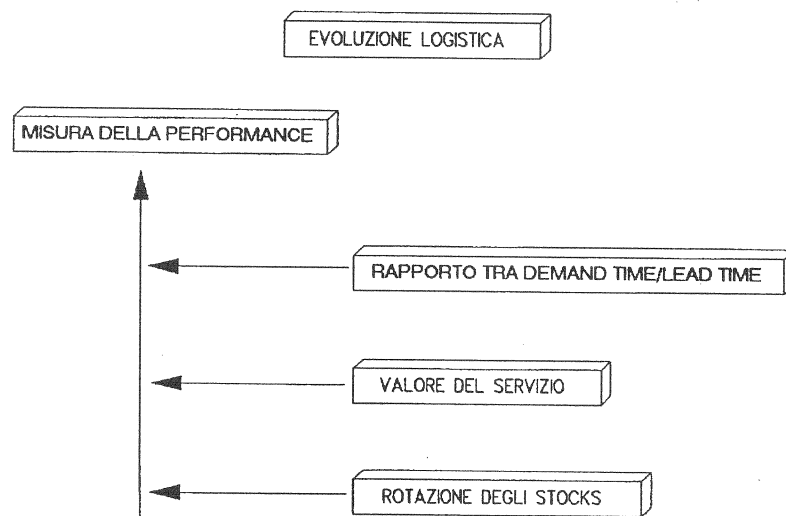 EVOLUZIONE LOGISTICA
MISURA DELLA PERFORMANCE
RAPPORTO TRA DEMAND TIME/LEAD TIME
VALORE DEL SERVIZIO
ROTAZIONE DEGLI STOCKS